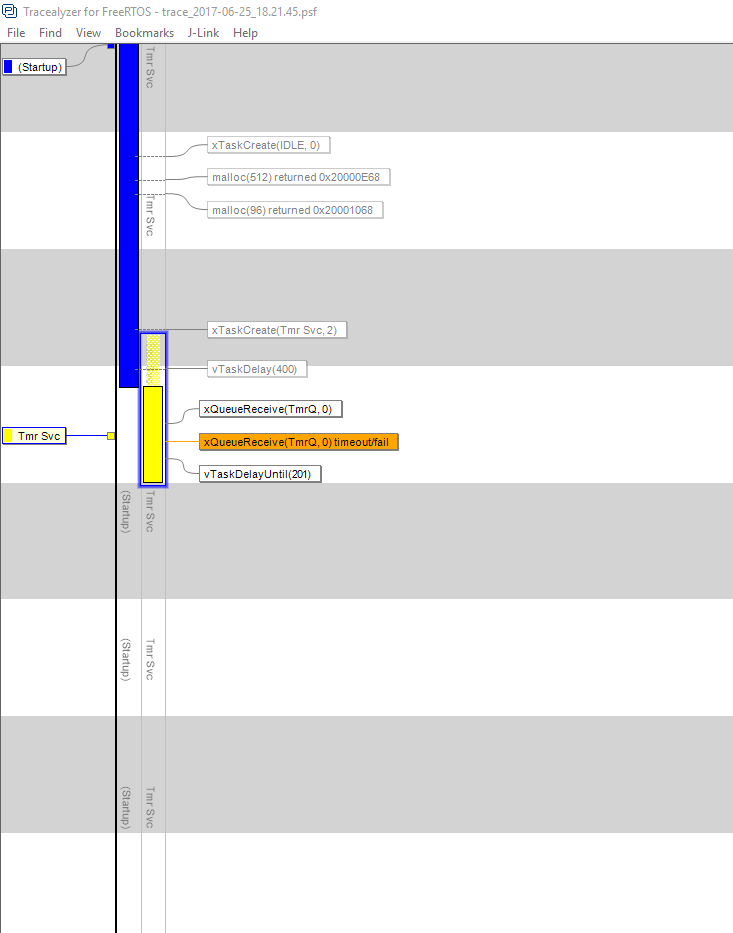 Tracealyzer for FreeRTOS - trace_2017-06-25_18.21.45.psf
File Find View Bookmarks J-Link Help
(Startup)
Tmr Svc
xTaskCreate(IDLE, 0)
malloc(512) returned 0x20000E68
malloc(96) returned 0x20001068
Tmr Svc
xTaskCreate(Tmr Svc, 2)
vTaskDelay(400)
xQueueReceive(TmrQ, 0)
Tmr Svc
xQueueReceive(TmrQ, 0) timeout/fail
vTaskDelayUntil(201)
(Startup)
Tmr Svc
(Startup)
Tmr Svc
(Startup)
Tmr Svc